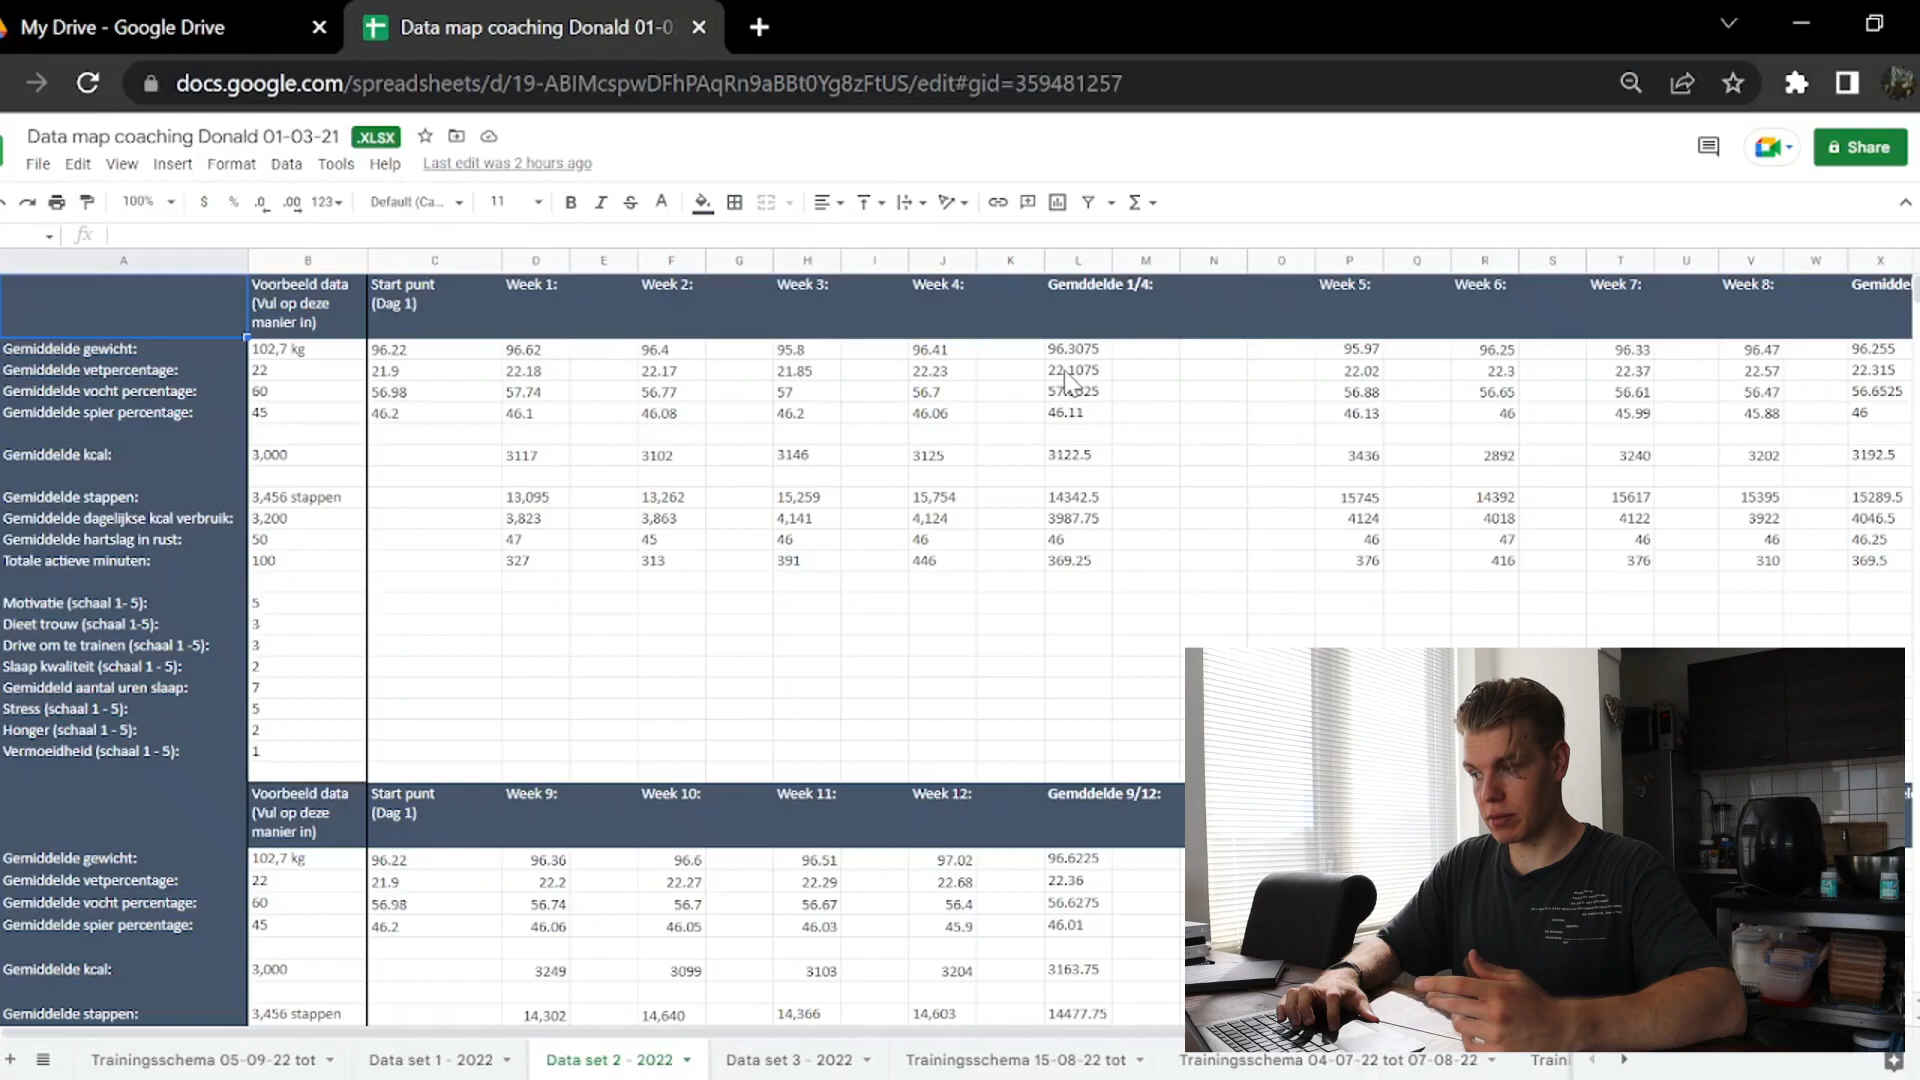 My Drive - Google Drive
Data map coaching Donald 01-0
docs.google.com/spreadsheets/d/19-ABIMcspwDFhPAqRn9aBBt0Yg8zFtUS/edit#gid=359481257
Data map coaching Donald 01-03-21 .XLSX
Share
File Edit View Insert Format Data Tools Help Last edit was 2 hours ago
100% $ % .0 .00 123 Default (Ca... 11 B I S A
fx
A B C D E F G H I J K L M N O P Q R S T U V W X
Voorbeeld data Start punt Week 1: Week 2: Week 3: Week 4: Gemddelde 1/4: Week 5: Week 6: Week 7: Week 8: Gemidde
(Vul op deze (Dag 1)
manier in)
Gemiddelde gewicht: 102,7 kg 96.22 96.62 96.4 95.8 96.41 96.3075 95.97 96.25 96.33 96.47 96.255
Gemiddelde vetpercentage: 22 21.9 22.18 22.17 21.85 22.23 22.1075 22.02 22.3 22.37 22.57 22.315
Gemiddelde vocht percentage: 60 56.98 57.74 56.77 57 56.7 56.88 56.65 56.61 56.47 56.6525
Gemiddelde spier percentage: 45 46.2 46.1 46.08 46.2 46.06 46.11 46.13 46 45.99 45.88 46
Gemiddelde kcal: 3,000 3117 3102 3146 3125 3122.5 3436 2892 3240 3202 3192.5
Gemiddelde stappen: 3,456 stappen 13,095 13,262 15,259 15,754 14342.5 15745 14392 15617 15395 15289.5
Gemiddelde dagelijkse kcal verbruik: 3,200 3,823 3,863 4,141 4,124 3987.75 4124 4018 4122 3922 4046.5
Gemiddelde hartslag in rust: 50 47 45 46 46 46 46 47 46 46 46.25
Totale actieve minuten: 100 327 313 391 446 369.25 376 416 376 310 369.5
Motivatie (schaal 1- 5): 5
Dieet trouw (schaal 1-5): 3
Drive om te trainen (schaal 1 -5): 3
Slaap kwaliteit (schaal 1 - 5): 2
Gemiddeld aantal uren slaap: 7
Stress (schaal 1 - 5): 5
Honger (schaal 1 - 5): 2
Vermoeidheid (schaal 1 - 5): 1
Voorbeeld data Start punt Week 9: Week 10: Week 11: Week 12: Gemddelde 9/12:
(Vul op deze (Dag 1)
manier in)
Gemiddelde gewicht: 102,7 kg 96.22 96.36 96.6 96.51 97.02 96.6225
Gemiddelde vetpercentage: 22 21.9 22.2 22.27 22.29 22.68 22.36
Gemiddelde vocht percentage: 60 56.98 56.74 56.7 56.67 56.4 56.6275
Gemiddelde spier percentage: 45 46.2 46.06 46.05 46.03 45.9 46.01
Gemiddelde kcal: 3,000 3249 3099 3103 3204 3163.75
Gemiddelde stappen: 3,456 stappen 14,302 14,640 14,366 14,603 14477.75
Trainingsschema 05-09-22 tot Data set 1 - 2022 Data set 2 - 2022 Data set 3 - 2022 Trainingsschema 15-08-22 tot Trainingsschema 04-07-22 tot 07-08-22 Traini